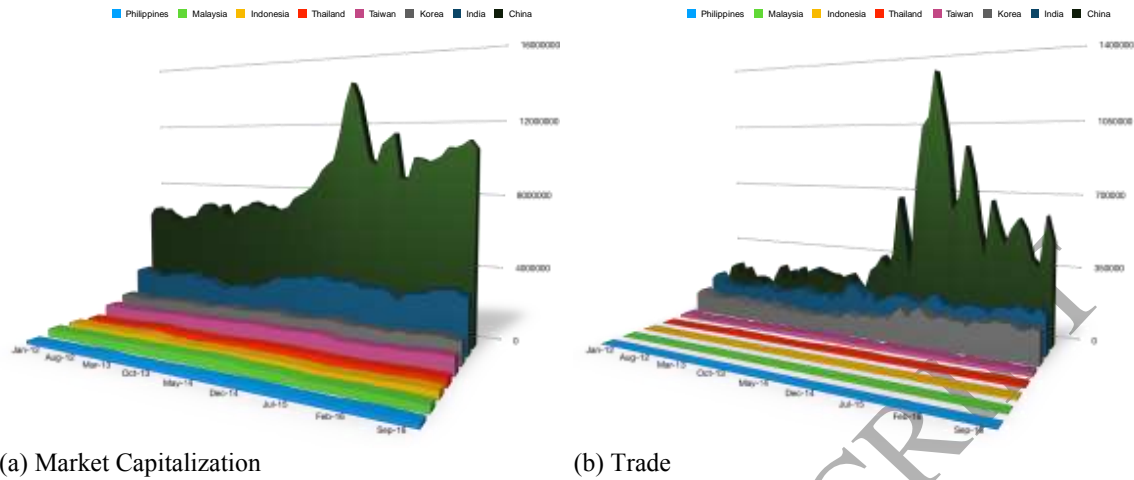 Philippines Malaysia Indonesia Thailand Taiwan Korea India China
16000000
12000000
8000000
4000000
0
Jan-12
Aug-12
Mar-13
Oct-13
May-14
Dec-14
Jul-15
Feb-16
Sep-16
(a) Market Capitalization
Philippines Malaysia Indonesia Thailand Taiwan Korea India China
1400000
1050000
700000
350000
0
Jan-12
Aug-12
Mar-13
Oct-13
May-14
Dec-14
Jul-15
Feb-16
Sep-16
(b) Trade